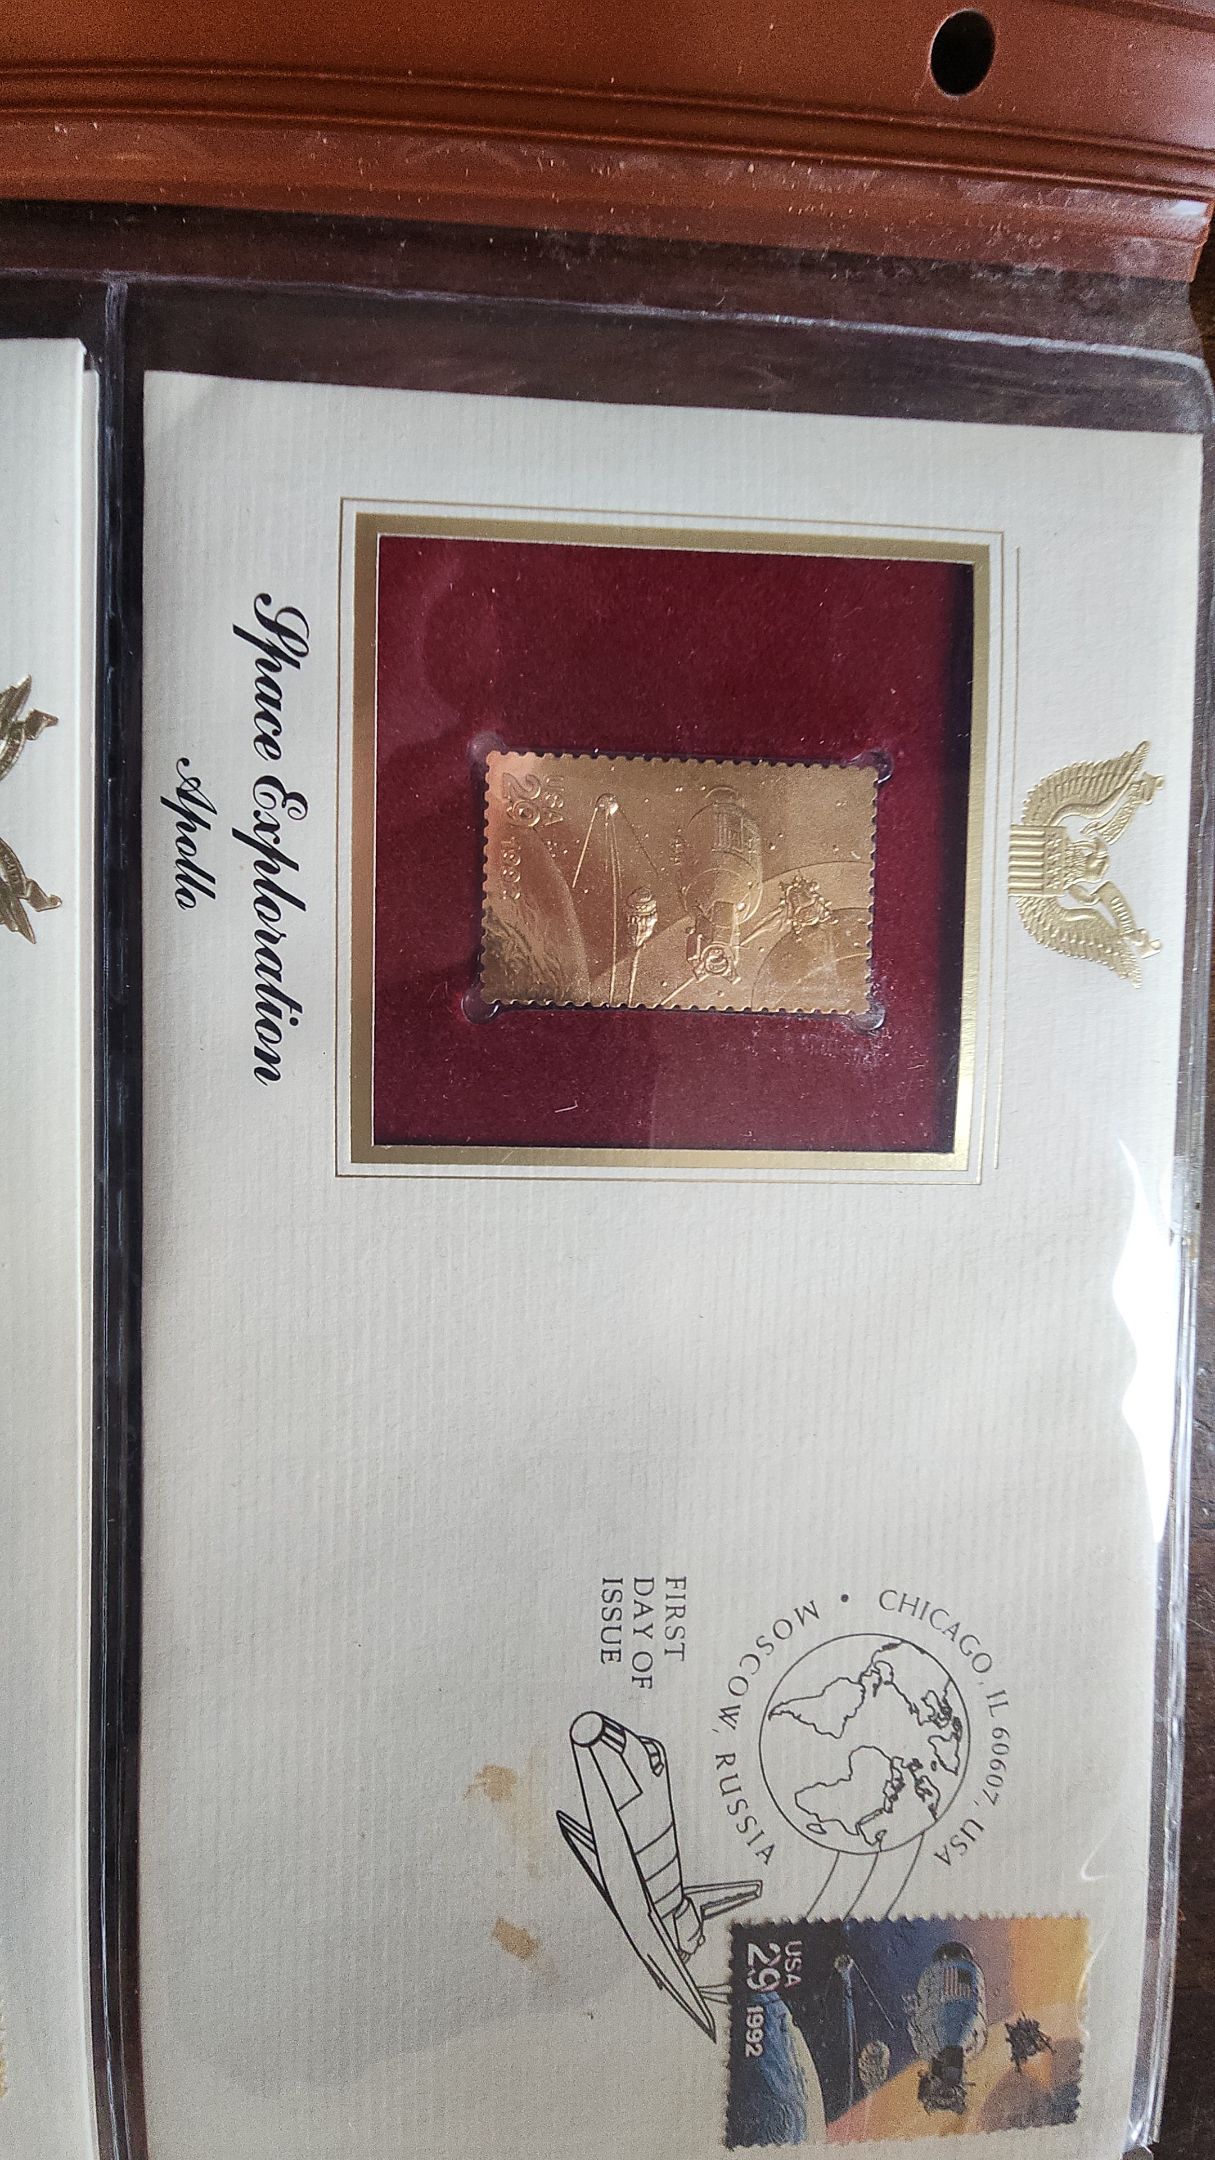 USA
29 1992
Space Exploration
Apollo
CHICAGO, IL 60607, USA
• MOSCOW, RUSSIA
FIRST
DAY OF
ISSUE
USA
29 1992